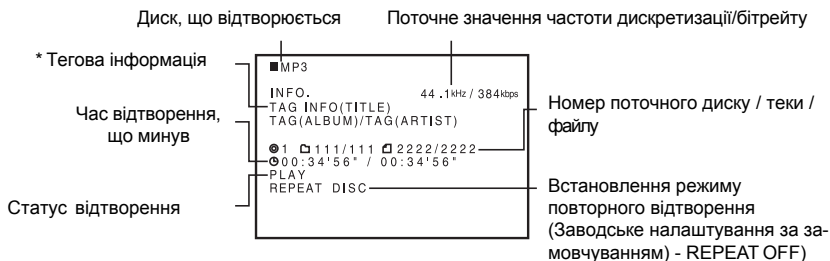 Диск, що відтворюється
Поточне значення частоти дискретизації/бітрейту
* Тегова інформація
Час відтворення,
що минув
Статус відтворення
■MP3
INFO. 44.1kHz / 384kbps
TAG INFO(TITLE)
TAG(ALBUM)/TAG(ARTIST)
1 111/111 2222/2222
00:34'56" / 00:34'56"
PLAY
REPEAT DISC
Номер поточного диску / теки /
файлу
Встановлення режиму
повторного відтворення
(Заводське налаштування за за-
мовчуванням) - REPEAT OFF)